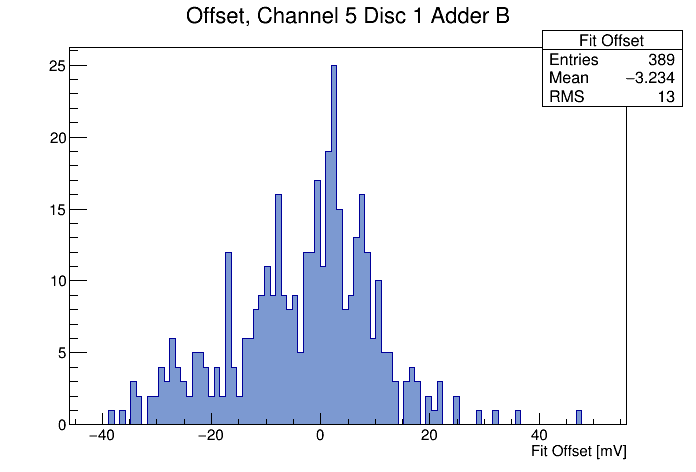 Offset, Channel 5 Disc 1 Adder B
Fit Offset
Entries 389
Mean −3.234
RMS 13
25
20
15
10
5
0
−40 −20 0 20 40
Fit Offset [mV]